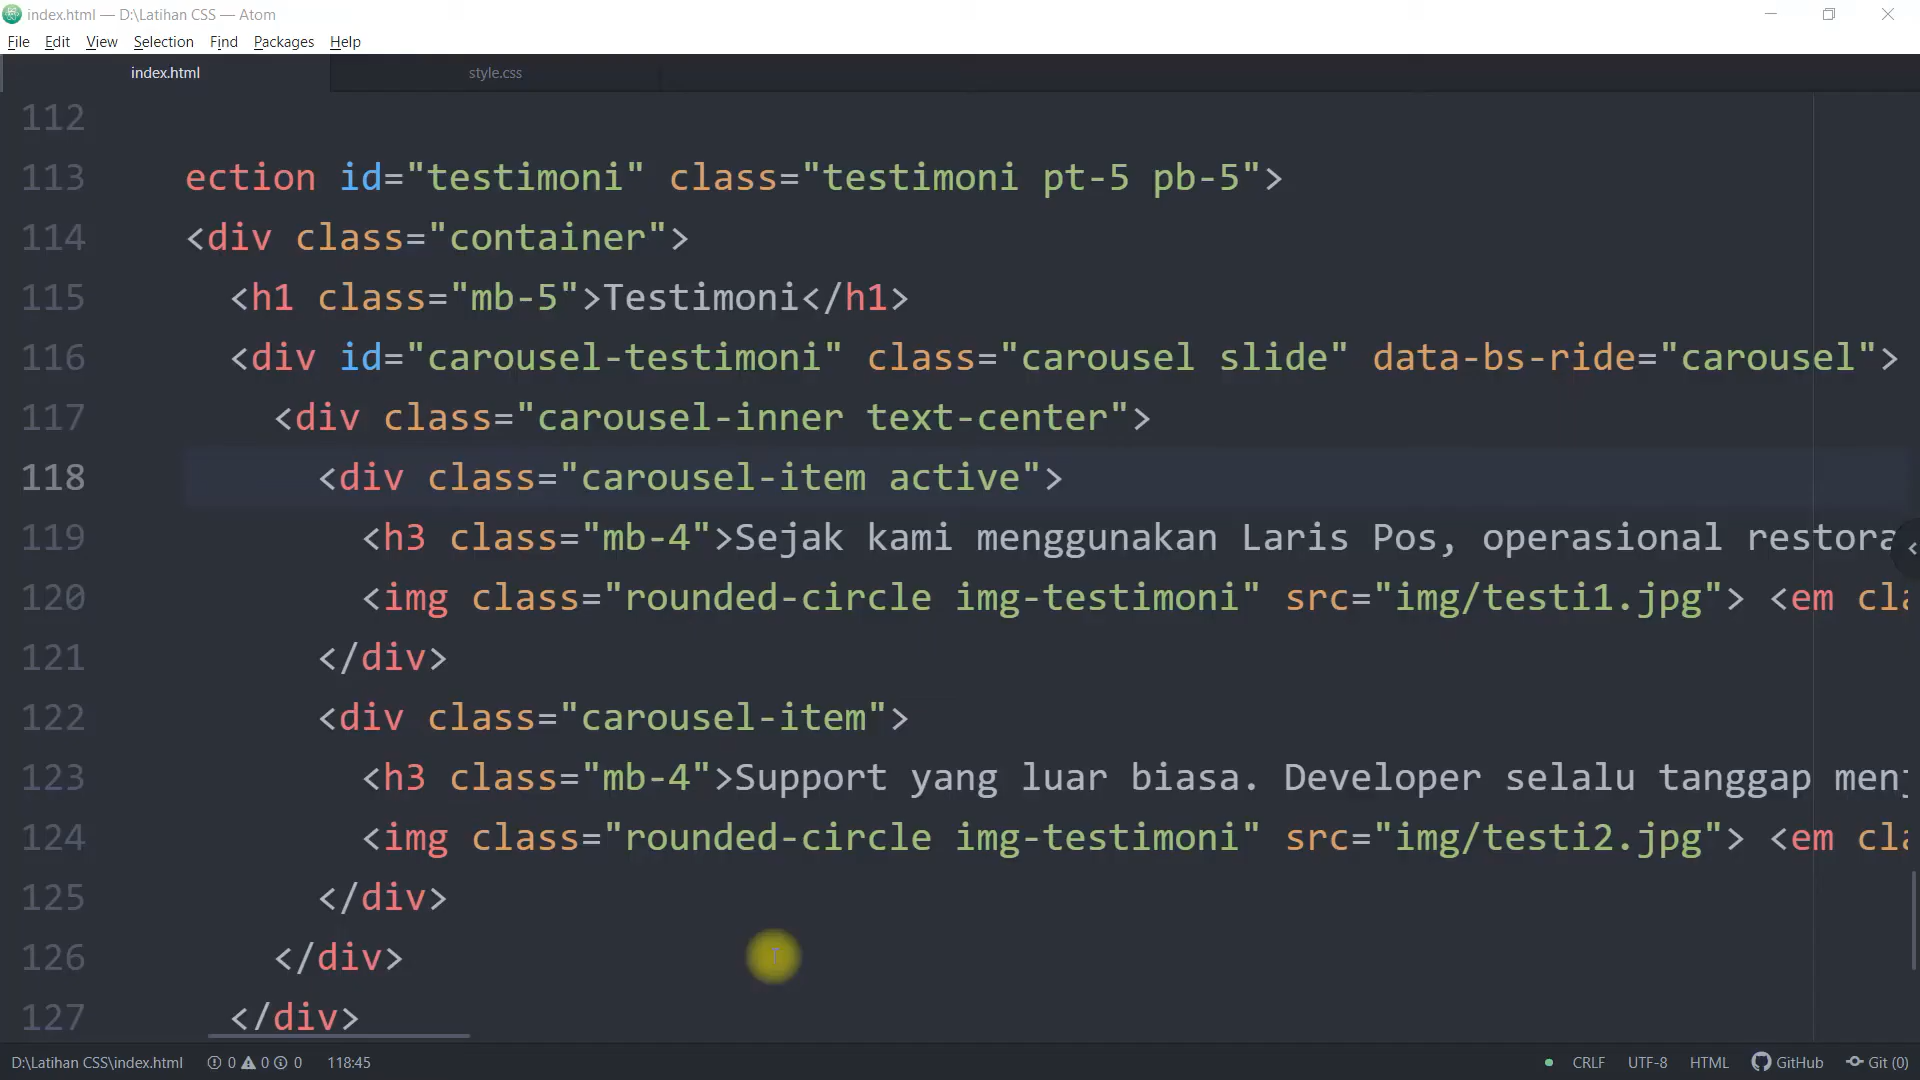 index.html — D:\Latihan CSS — Atom
File Edit View Selection Find Packages Help
index.html style.css
112
113 ection id="testimoni" class="testimoni pt-5 pb-5">
114 <div class="container">
115 <h1 class="mb-5">Testimoni</h1>
116 <div id="carousel-testimoni" class="carousel slide" data-bs-ride="carousel">
117 <div class="carousel-inner text-center">
118 <div class="carousel-item active">
119 <h3 class="mb-4">Sejak kami menggunakan Laris Pos, operasional restora
120 <img class="rounded-circle img-testimoni" src="img/testi1.jpg"> <em cla
121 </div>
122 <div class="carousel-item">
123 <h3 class="mb-4">Support yang luar biasa. Developer selalu tanggap menj
124 <img class="rounded-circle img-testimoni" src="img/testi2.jpg"> <em cla
125 </div>
126 </div>
127 </div>
D:\Latihan CSS\index.html 0 0 0 118:45 CRLF UTF-8 HTML GitHub Git (0)